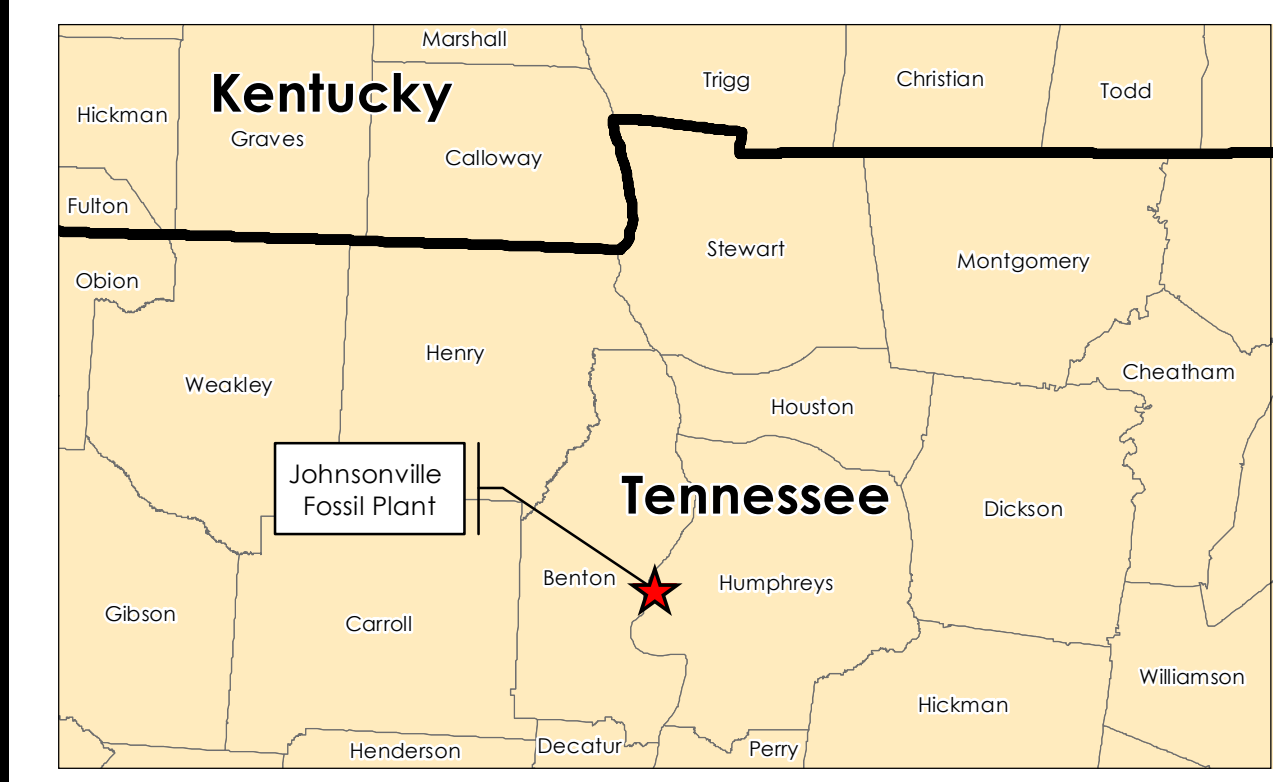 Marshall
Trigg
Christian
Todd
Kentucky
Hickman
Graves
Calloway
Fulton
Stewart
Montgomery
Obion
Henry
Weakley
Cheatham
Houston
Johnsonville
Fossil Plant
Tennessee
Dickson
Benton
Humphreys
Gibson
Carroll
Williamson
Hickman
Henderson
Decatur
Perry